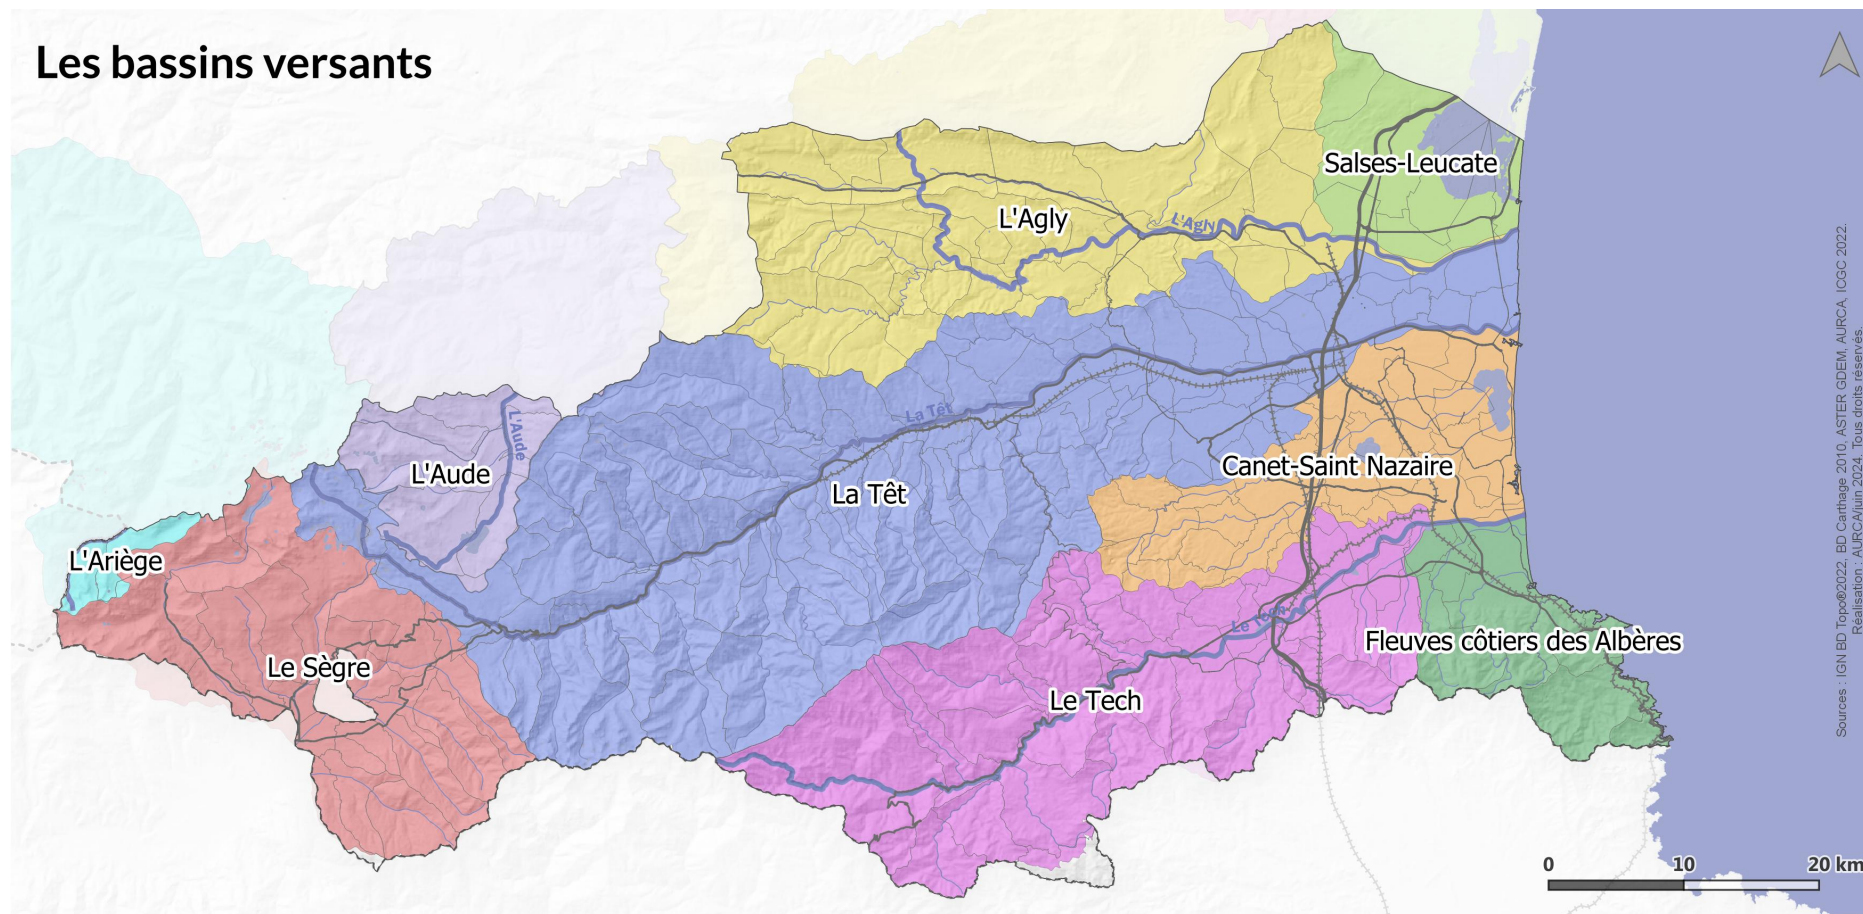 Les bassins versants
Salses-Leucate
L'Agly
L'Agly
L'Aude
La Têt
L'Aude
Canet-Saint Nazaire
La Têt
L'Ariège
Le Tech
Fleuves côtiers des Albères
Le Sègre
Le Tech
0 10 20 km
Sources : IGN BD Topo®2022, BD Carthage 2010, ASTER GDEM, AURCA, ICGC 2022.
Réalisation : AURCA/juin 2024. Tous droits réservés.